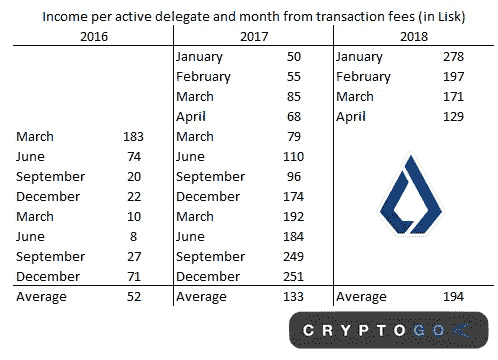 Income per active delegate and month from transaction fees (in Lisk)
2016 2017 2018
January 50 January 278
February 55 February 197
March 85 March 171
April 68 April 129
March 183 March 79
June 74 June 110
September 20 September 96
December 22 December 174
March 10 March 192
June 8 June 184
September 27 September 249
December 71 December 251
Average 52 Average 133 Average 194
CRYPTOGO